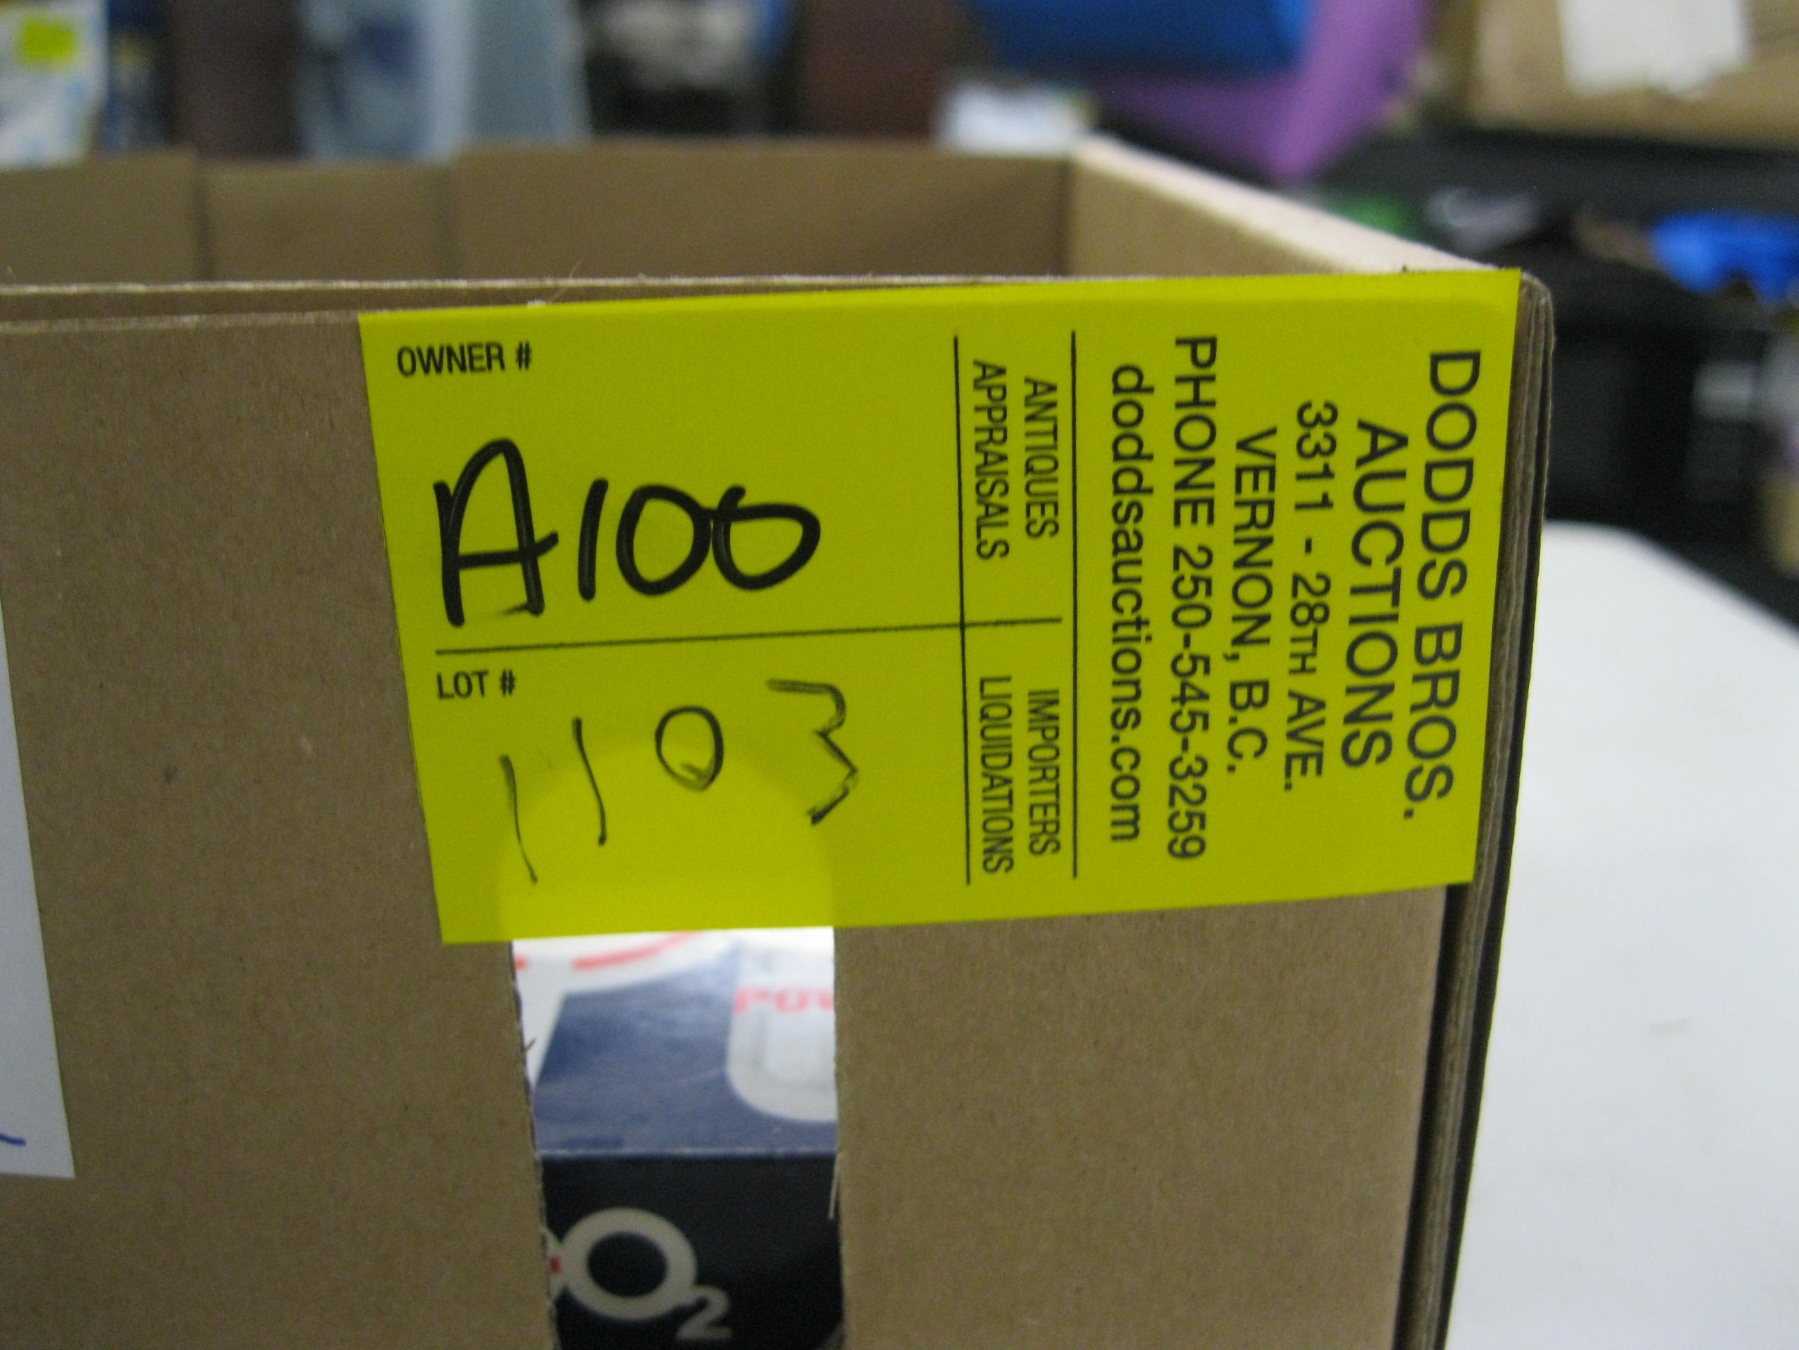 DODDS BROS.
AUCTIONS
3311 - 28TH AVE.
VERNON, B.C.
PHONE 250-545-3259
doddsauctions.com
ANTIQUES
APPRAISALS
IMPORTERS
LIQUIDATIONS
OWNER #
A100
LOT #
1103
O2